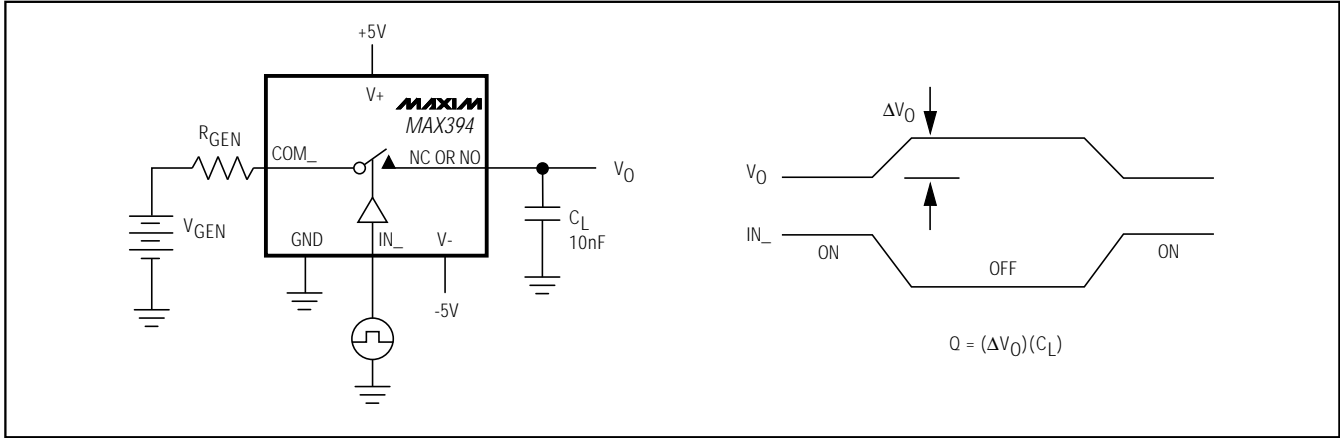 +5V
V+
MAXIM
MAX394
RGEN
COM_
NC OR NO
VO
VGEN
CL
10nF
GND
IN_
V-
-5V
ΔVO
VO
IN_
ON
OFF
ON
Q = (ΔVO)(CL)